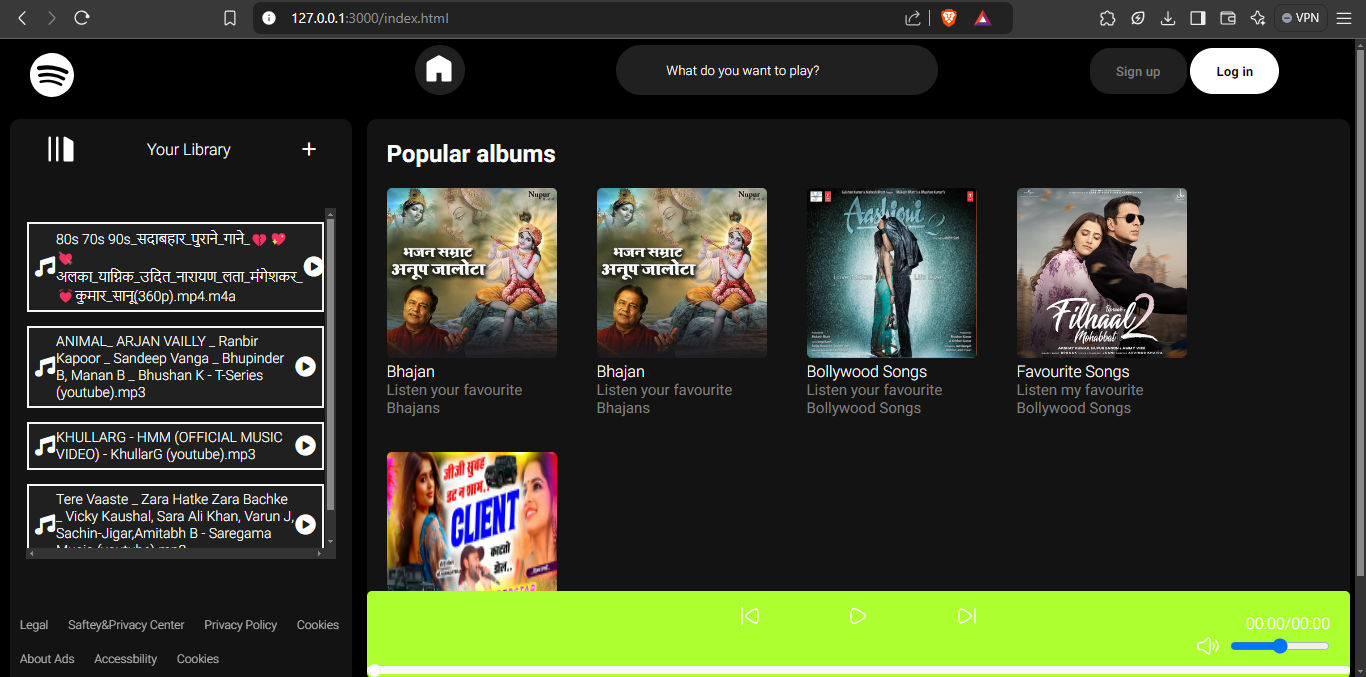 127.0.0.1:3000/index.html
VPN
What do you want to play?
Sign up
Log in
Your Library
80s 70s 90s_सदाबहार_पुराने_गाने_💔💖
💘
अलका_याग्निक_उदित_नारायण_लता_मंगेशकर_
💓कुमार_सानू(360p).mp4.m4a
ANIMAL_ ARJAN VAILLY _ Ranbir
Kapoor _ Sandeep Vanga _ Bhupinder
B, Manan B _ Bhushan K - T-Series
(youtube).mp3
KHULLARG - HMM (OFFICIAL MUSIC
VIDEO) - KhullarG (youtube).mp3
Tere Vaaste _ Zara Hatke Zara Bachke
_ Vicky Kaushal, Sara Ali Khan, Varun J,
Sachin-Jigar,Amitabh B - Saregama
Music (youtube).mp3
Legal
Saftey&Privacy Center
Privacy Policy
Cookies
About Ads
Accessbility
Cookies
Popular albums
Nupur
भजन सम्राट
अनूप जालोटा
Bhajan
Listen your favourite
Bhajans
Nupur
भजन सम्राट
अनूप जालोटा
Bhajan
Listen your favourite
Bhajans
Aashiqui 2
Bollywood Songs
Listen your favourite
Bollywood Songs
Filhaal2
Mohabbat
Favourite Songs
Listen my favourite
Bollywood Songs
जीजी सुबह
डट न शाम..
CLIENT
काटतो
डोल..
00:00/00:00